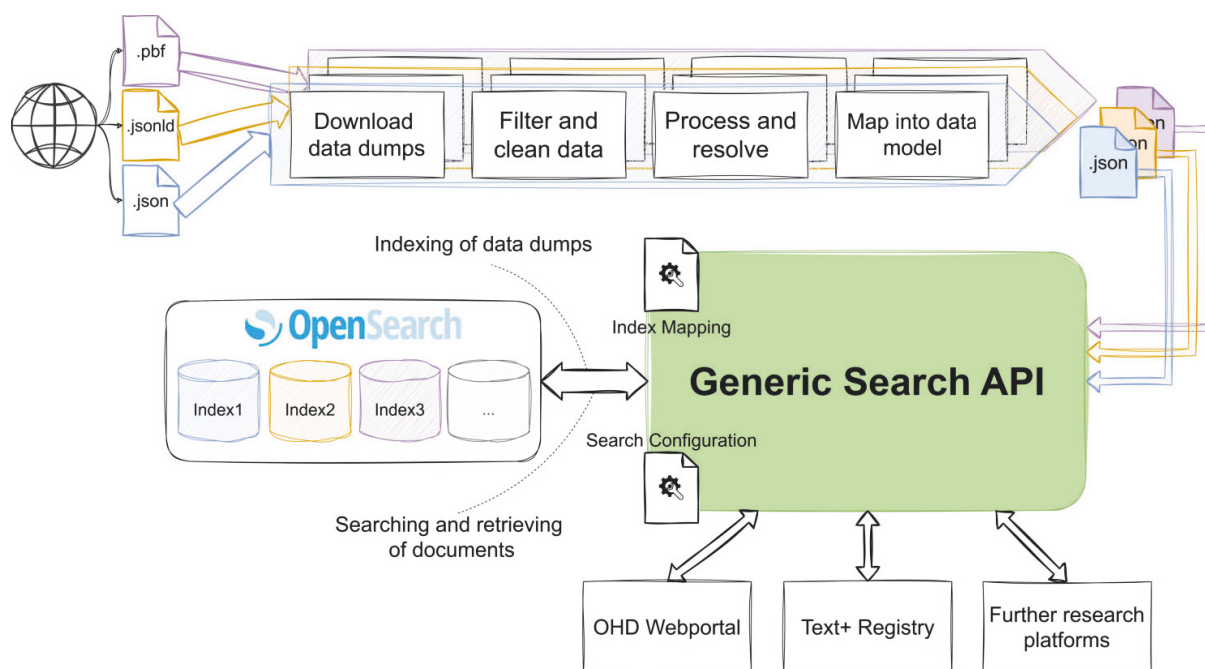 .pbf
.jsonld
.json
Download
data dumps
Filter and
clean data
Process and
resolve
Map into data
model
on
on
.json
Indexing of data dumps
OpenSearch
Index1
Index2
Index3
...
Searching and retrieving
of documents
Index Mapping
Generic Search API
Search Configuration
OHD Webportal
Text+ Registry
Further research
platforms